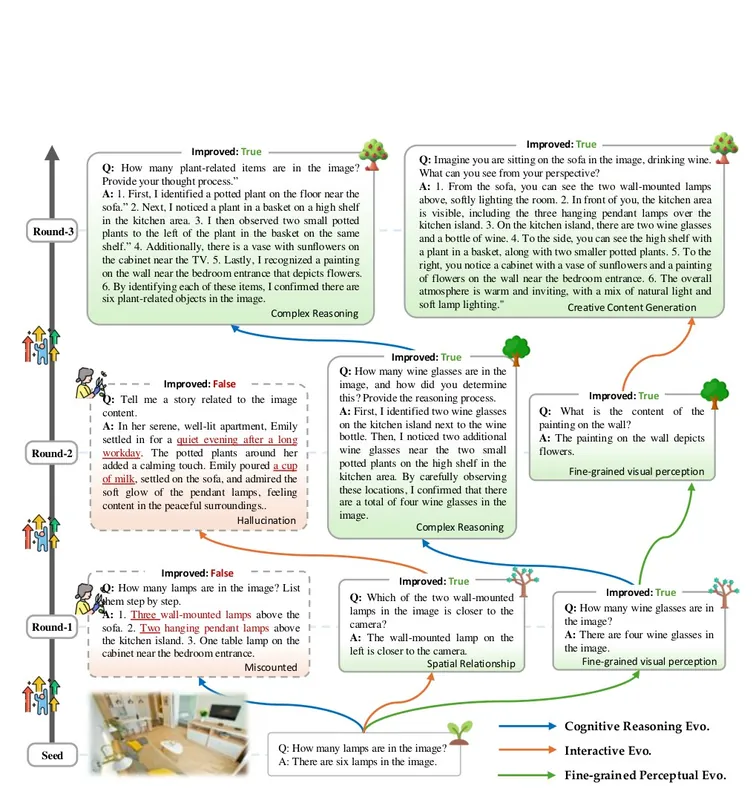 Improved: True
Q: How many plant-related items are in the image?
Provide your thought process.”
A: 1. First, I identified a potted plant on the floor near the
sofa.” 2. Next, I noticed a plant in a basket on a high shelf
in the kitchen area. 3. I then observed two small potted
plants to the left of the plant in the basket on the same
shelf.” 4. Additionally, there is a vase with sunflowers on
the cabinet near the TV. 5. Lastly, I recognized a painting
on the wall near the bedroom entrance that depicts flowers.
6. By identifying each of these items, I confirmed there are
six plant-related objects in the image.
Complex Reasoning
Improved: True
Q: Imagine you are sitting on the sofa in the image, drinking wine.
What can you see from your perspective?
A: 1. From the sofa, you can see the two wall-mounted lamps
above, softly lighting the room. 2. In front of you, the kitchen
area is visible, including the three hanging pendant lamps over the
kitchen island. 3. On the kitchen island, there are two wine glasses
and a bottle of wine. 4. To the side, you can see the high shelf with
a plant in a basket, along with two smaller potted plants. 5. To the
right, you notice a cabinet with a vase of sunflowers and a painting
of flowers on the wall near the bedroom entrance. 6. The overall
atmosphere is warm and inviting, with a mix of natural light and
soft lamp lighting."
Creative Content Generation
Round-3
Improved: False
Q: Tell me a story related to the image
content.
A: In her serene, well-lit apartment, Emily
settled in for a quiet evening after a long
workday. The potted plants around her
added a calming touch. Emily poured a cup
of milk, settled on the sofa, and admired the
soft glow of the pendant lamps, feeling
content in the peaceful surroundings..
Hallucination
Improved: True
Q: How many wine glasses are in the
image, and how did you determine
this? Provide the reasoning process.
A: First, I identified two wine glasses
on the kitchen island next to the wine
bottle. Then, I noticed two additional
wine glasses near the two small
potted plants on the high shelf in the
kitchen area. By carefully observing
these locations, I confirmed that there
are a total of four wine glasses in the
image.
Complex Reasoning
Improved: True
Q: What is the content of the
painting on the wall?
A: The painting on the wall depicts
flowers.
Fine-grained visual perception
Round-2
Improved: False
Q: How many lamps are in the image? List
them step by step.
A: 1. Three wall-mounted lamps above the
sofa. 2. Two hanging pendant lamps above
the kitchen island. 3. One table lamp on the
cabinet near the bedroom entrance.
Miscounted
Improved: True
Q: Which of the two wall-mounted
lamps in the image is closer to the
camera?
A: The wall-mounted lamp on the
left is closer to the camera.
Spatial Relationship
Improved: True
Q: How many wine glasses are in
the image?
A: There are four wine glasses in
the image.
Fine-grained visual perception
Round-1
Seed
Q: How many lamps are in the image?
A: There are six lamps in the image.
Cognitive Reasoning Evo.
Interactive Evo.
Fine-grained Perceptual Evo.